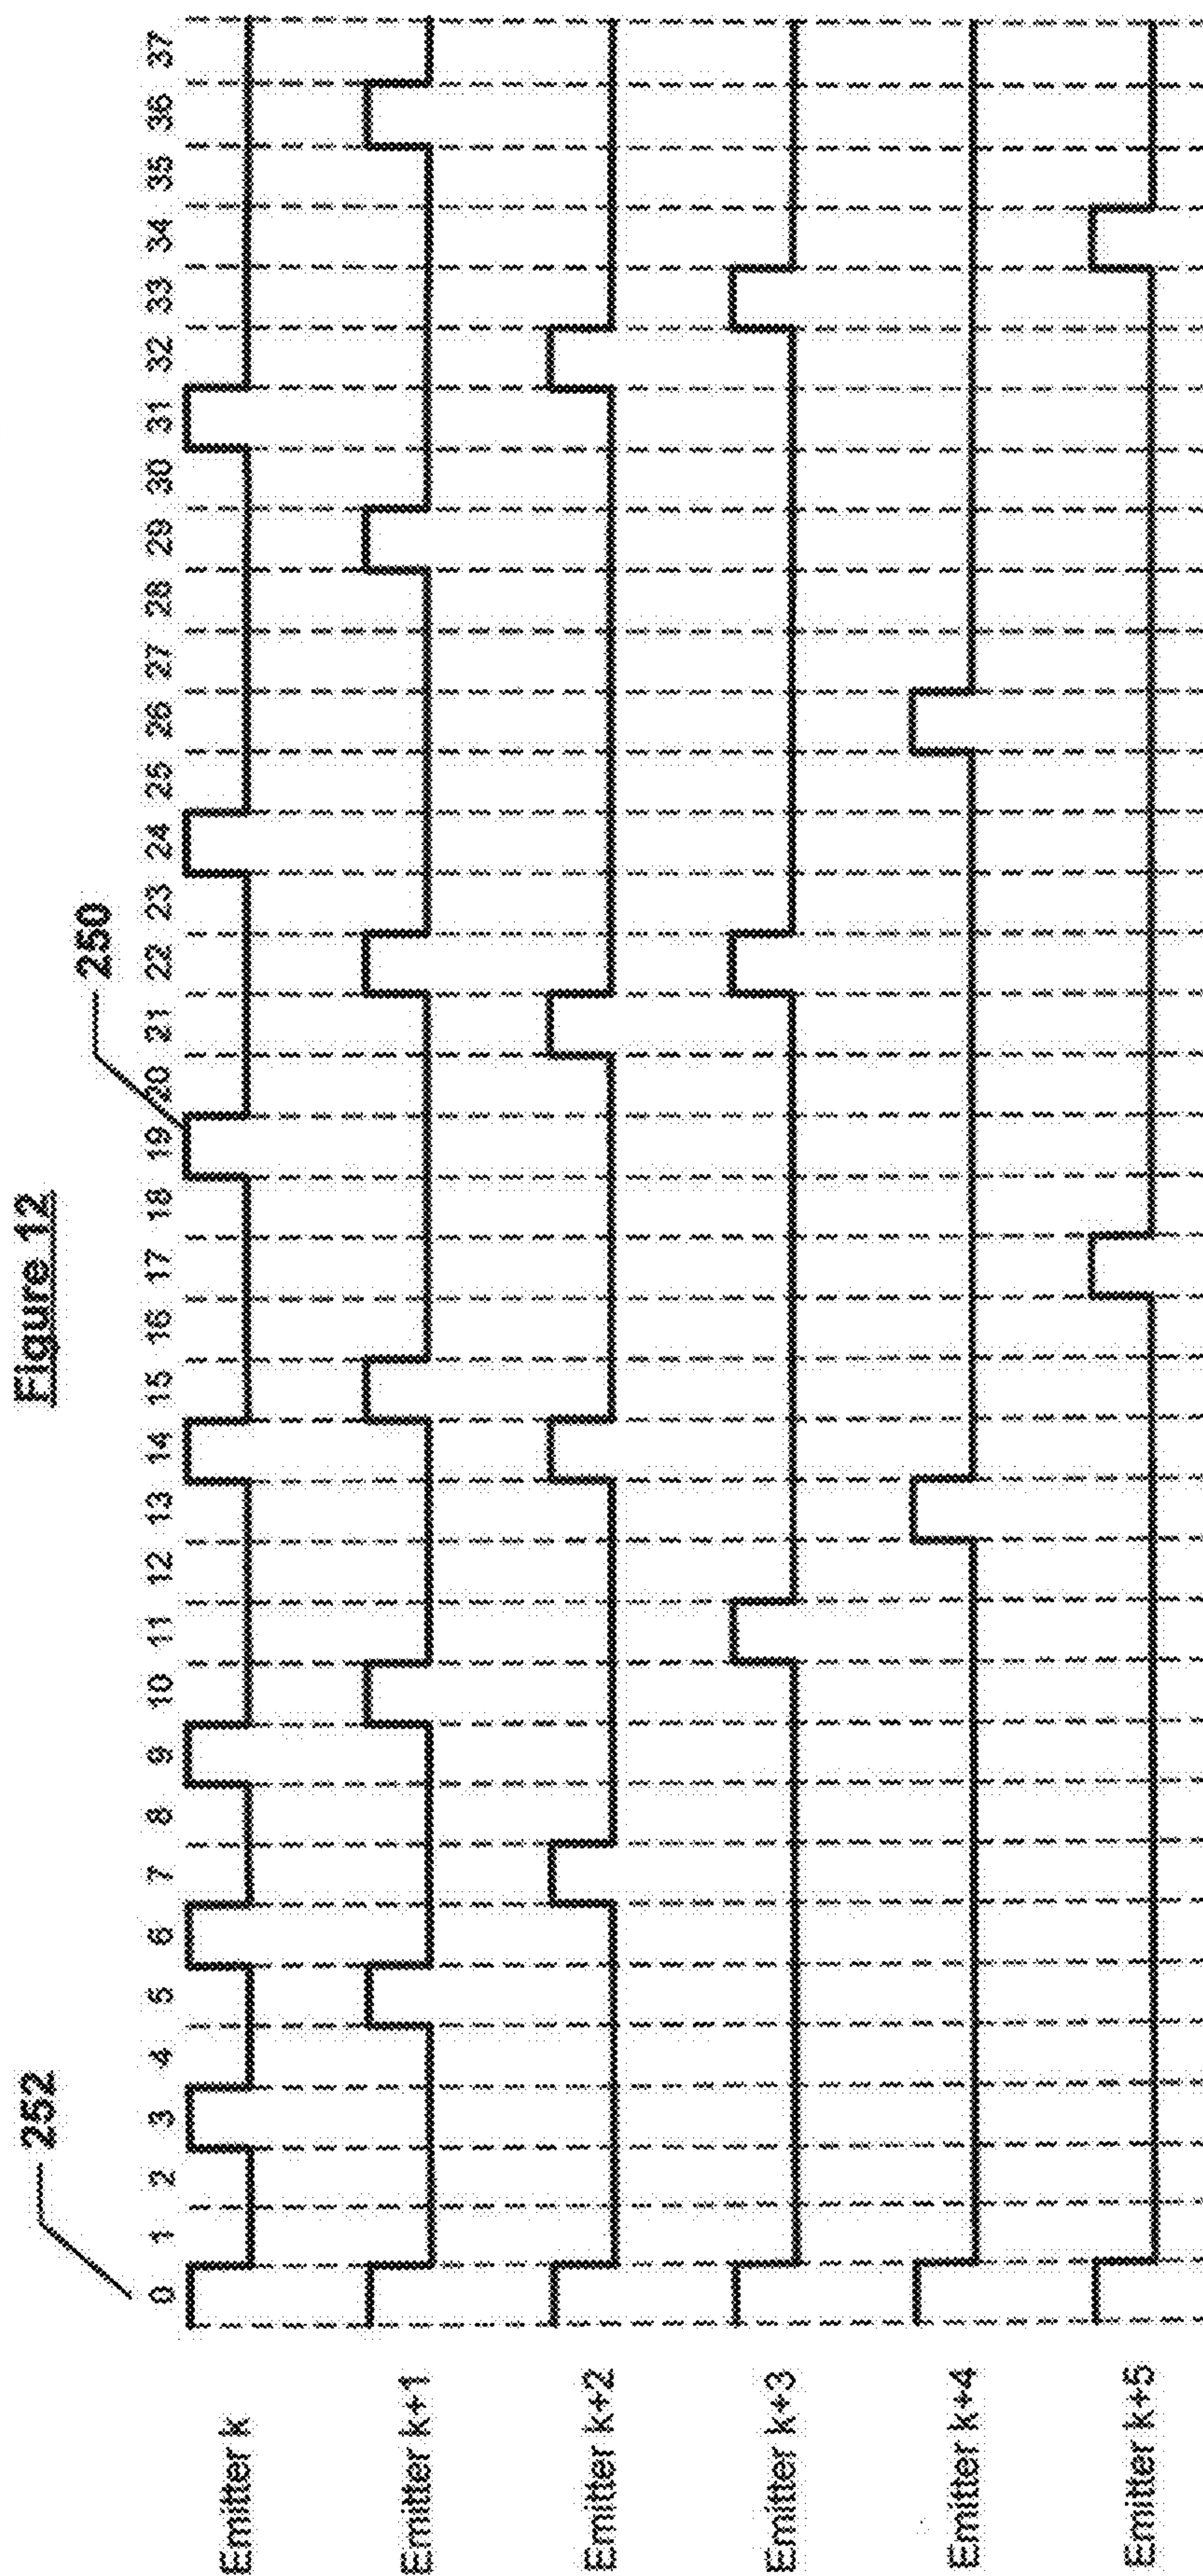 Figure 12
252
250
0 1 2 3 4 5 6 7 8 9 10 11 12 13 14 15 16 17 18 19 20 21 22 23 24 25 26 27 28 29 30 31 32 33 34 35 36 37
Emitter k
Emitter k+1
Emitter k+2
Emitter k+3
Emitter k+4
Emitter k+5